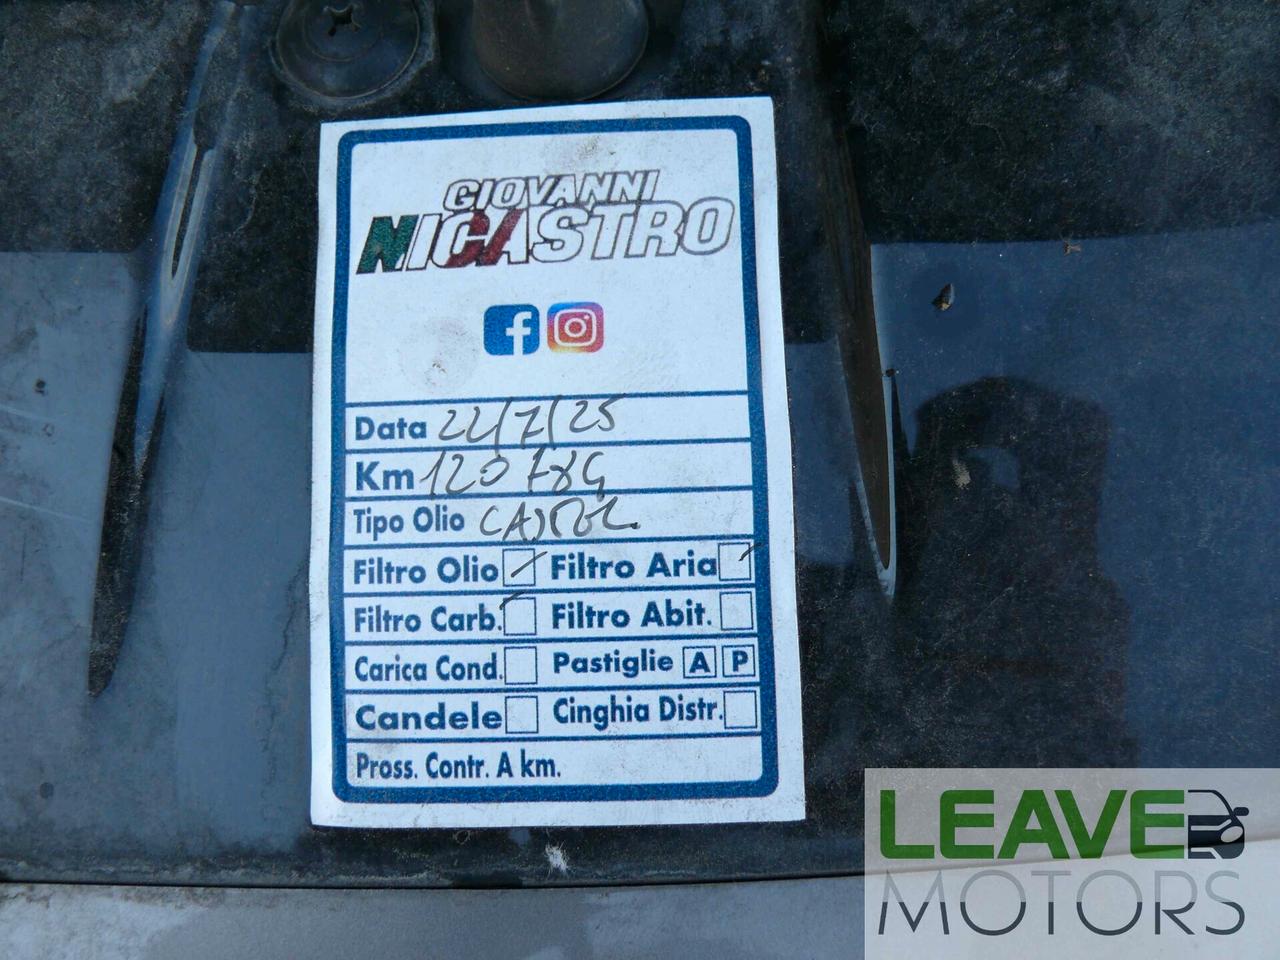 GIOVANNI
NICASTRO
Data 22/7/25
Km 120
Tipo Olio CASTROL
Filtro Olio Filtro Aria
Filtro Carb. Filtro Abit.
Carica Cond. Pastiglie A P
Candele Cinghia Distr.
Pross. Contr. A km.
LEAVE
MOTORS